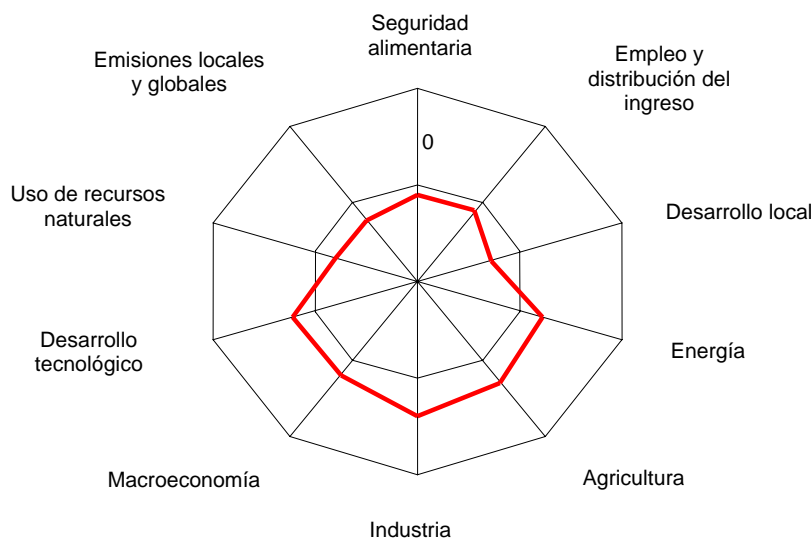 Seguridad
alimentaria
Empleo y
distribución del
ingreso
Desarrollo local
Energía
Agricultura
Industria
Macroeconomía
Desarrollo
tecnológico
Uso de recursos
naturales
Emisiones locales
y globales
0